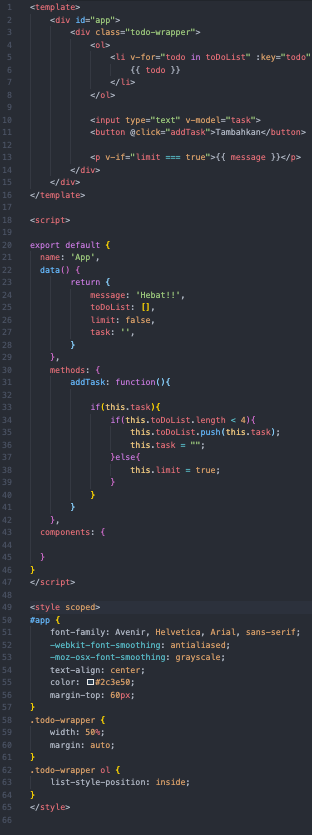 1 <template>
2     <div id="app">
3         <div class="todo-wrapper">
4             <ol>
5                 <li v-for="todo in toDoList" :key="todo"
6                     {{ todo }}
7                 </li>
8             </ol>
9
10             <input type="text" v-model="task">
11             <button @click="addTask">Tambahkan</button>
12
13             <p v-if="limit === true">{{ message }}</p>
14         </div>
15     </div>
16 </template>
17
18 <script>
19
20 export default {
21   name: 'App',
22   data() {
23         return {
24             message: 'Hebat!!',
25             toDoList: [],
26             limit: false,
27             task: '',
28         }
29     },
30     methods: {
31         addTask: function(){
32
33             if(this.task){
34                 if(this.toDoList.length < 4){
35                     this.toDoList.push(this.task);
36                     this.task = "";
37                 }else{
38                     this.limit = true;
39                 }
40             }
41         }
42     },
43   components: {
44
45   }
46 }
47 </script>
48
49 <style scoped>
50 #app {
51     font-family: Avenir, Helvetica, Arial, sans-serif;
52     -webkit-font-smoothing: antialiased;
53     -moz-osx-font-smoothing: grayscale;
54     text-align: center;
55     color: #2c3e50;
56     margin-top: 60px;
57 }
58 .todo-wrapper {
59     width: 50%;
60     margin: auto;
61 }
62 .todo-wrapper ol {
63     list-style-position: inside;
64 }
65 </style>
66